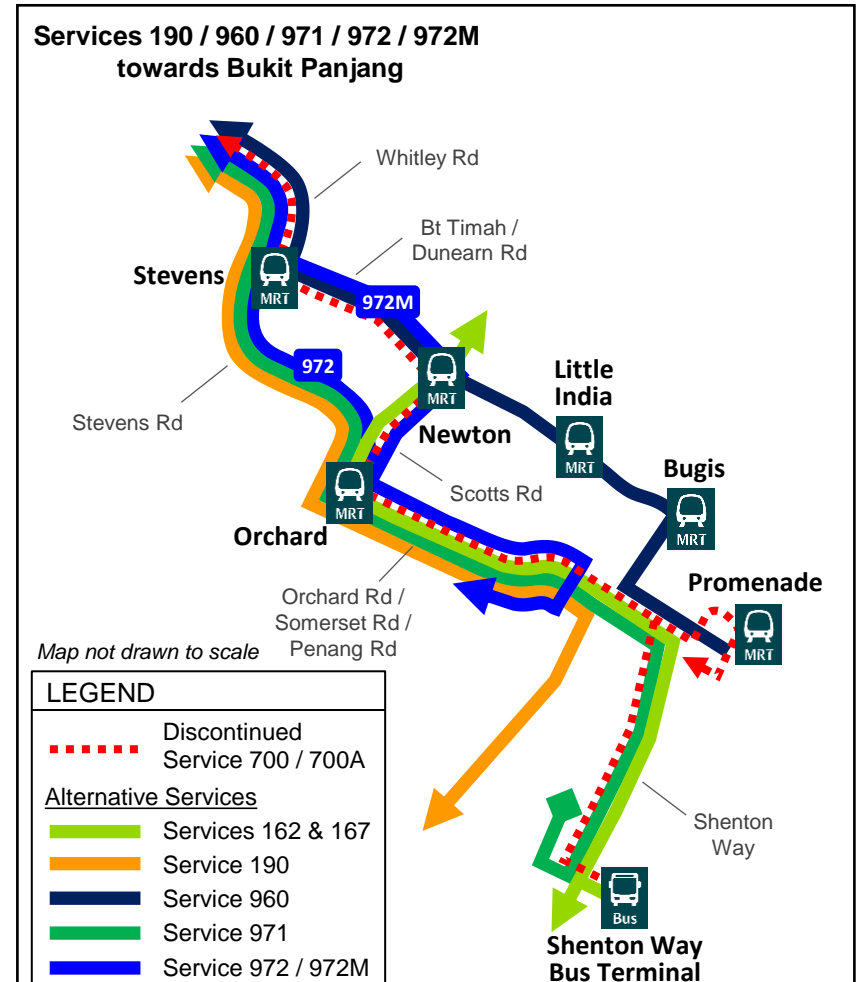 Services 190 / 960 / 971 / 972 / 972M
towards Bukit Panjang
Whitley Rd
Bt Timah /
Dunearn Rd
Stevens
MRT
972M
972
Little
India
MRT
Stevens Rd
MRT
Newton
Bugis
MRT
Scotts Rd
MRT
Orchard
Promenade
MRT
Orchard Rd /
Somerset Rd /
Penang Rd
Map not drawn to scale
LEGEND
Discontinued
Service 700 / 700A
Alternative Services
Services 162 & 167
Service 190
Service 960
Service 971
Service 972 / 972M
Shenton
Way
Bus
Shenton Way
Bus Terminal